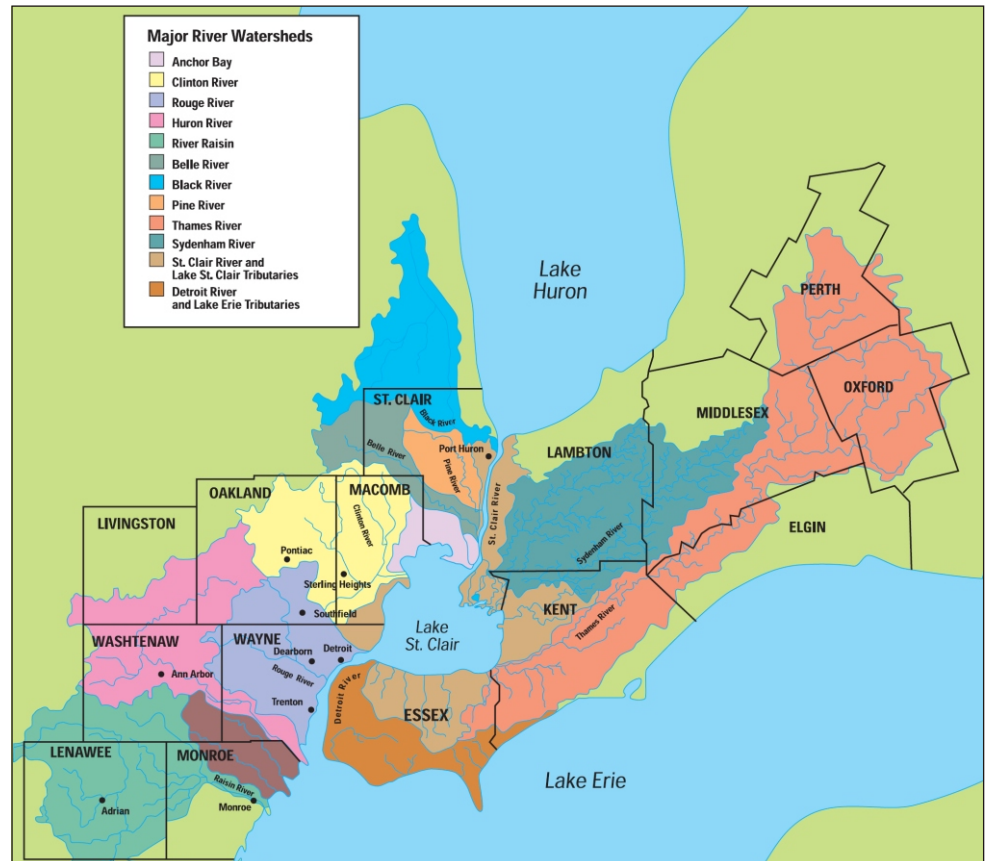 Major River Watersheds
Anchor Bay
Clinton River
Rouge River
Huron River
River Raisin
Belle River
Black River
Pine River
Thames River
Sydenham River
St. Clair River and
Lake St. Clair Tributaries
Detroit River
and Lake Erie Tributaries
Lake
Huron
PERTH
OXFORD
MIDDLESEX
ST. CLAIR
Black River
Belle River
Port Huron
Pine River
LAMBTON
St. Clair River
OAKLAND
MACOMB
LIVINGSTON
Clinton River
Sydenham River
ELGIN
Pontiac
Sterling Heights
Southfield
KENT
Thames River
Lake
St. Clair
WASHTENAW
WAYNE
Dearborn
Detroit
Ann Arbor
Rouge River
Trenton
Detroit River
ESSEX
LENAWEE
MONROE
Raisin River
Adrian
Monroe
Lake Erie